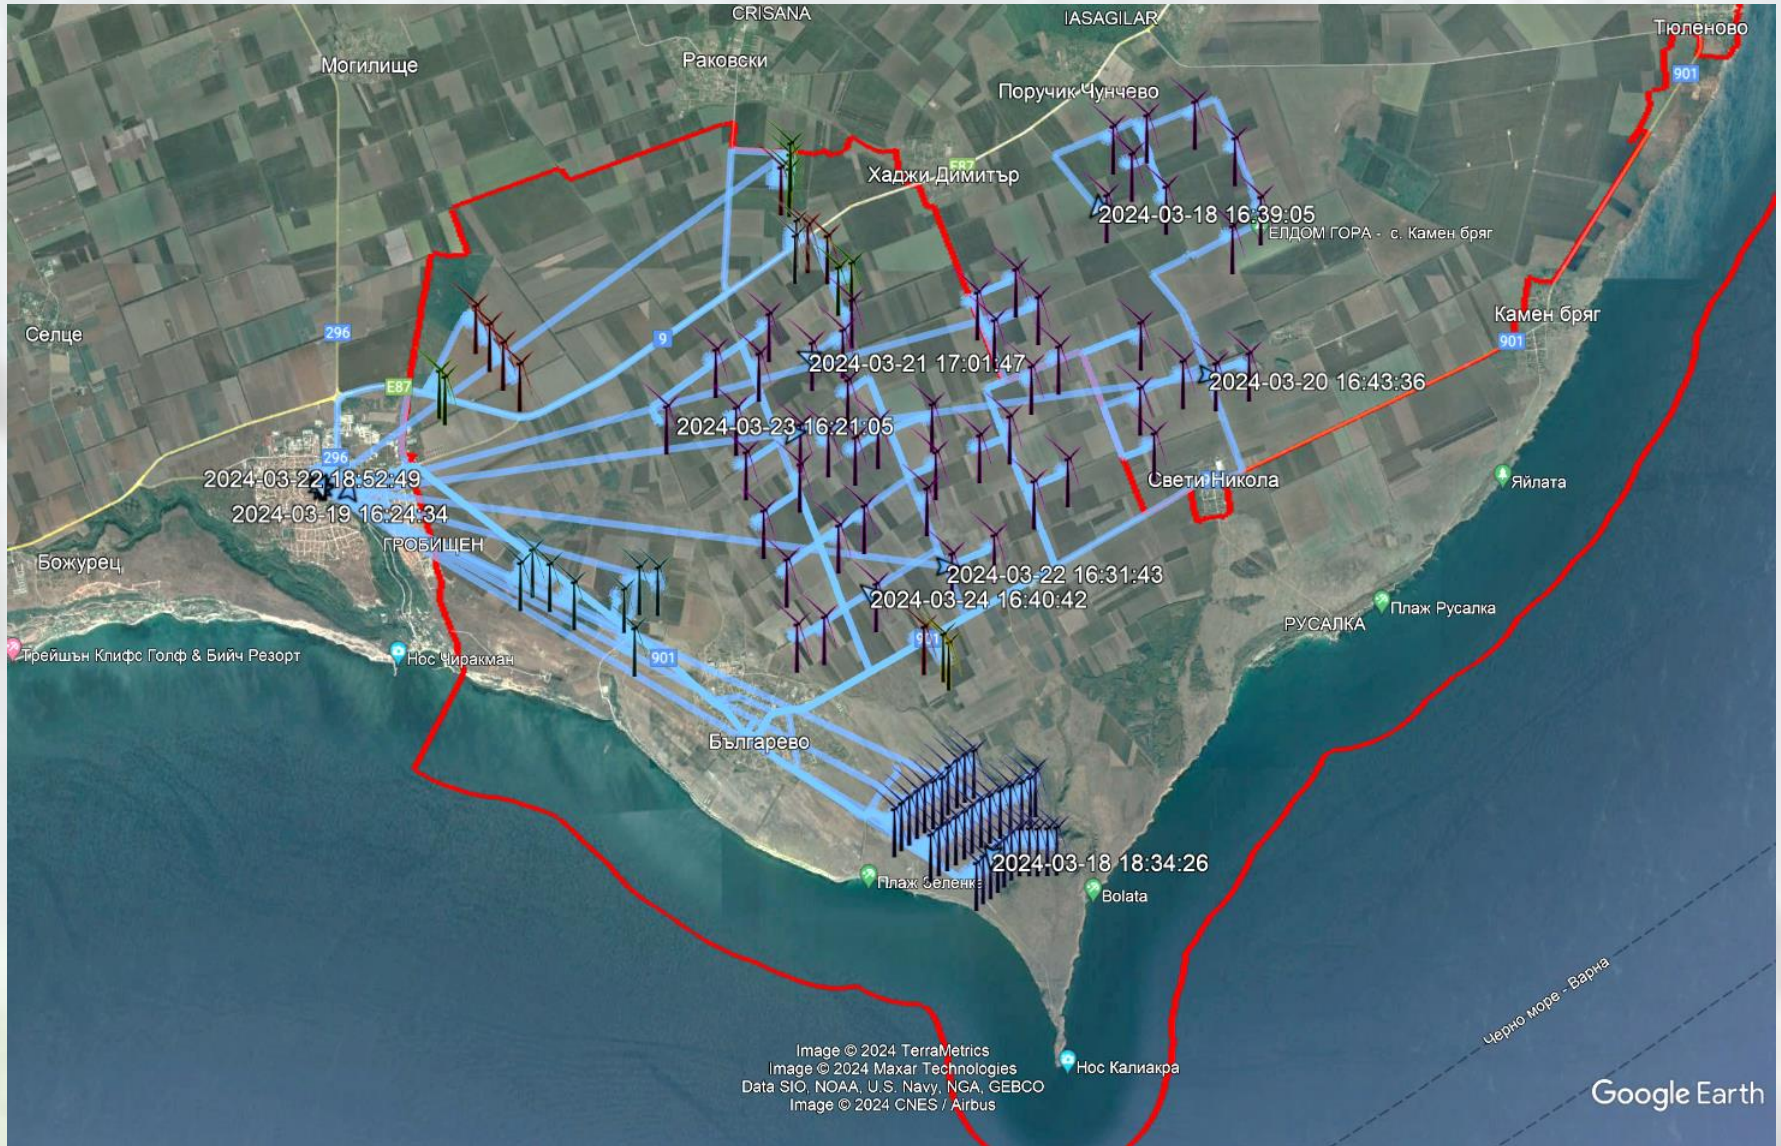 CRISANA
IASAGILAR
Тюленово
Могилище
Раковски
901
Поручик Чунчево
E87
Хаджи Димитър
2024-03-18 16:39:05
ЕЛДОМ ГОРА - с. Камен бряг
Селце
296
9
Камен бряг
901
2024-03-21 17:01:47
E87
2024-03-20 16:43:36
2024-03-23 16:21:05
296
2024-03-22 18:52:49
Свети Никола
Яйлата
2024-03-19 16:24:34
ГРОБИЩЕН
Божурец
2024-03-22 16:31:43
2024-03-24 16:40:42
Плаж Русалка
РУСАЛКА
901
Трейшън Клифс Голф & Бийч Резорт
Нос Чиракман
901
Българево
2024-03-18 18:34:26
Плаж Зеленка
Bolata
Черно море - Варна
Нос Калиакра
Image © 2024 TerraMetrics
Image © 2024 Maxar Technologies
Data SIO, NOAA, U.S. Navy, NGA, GEBCO
Image © 2024 CNES / Airbus
Google Earth